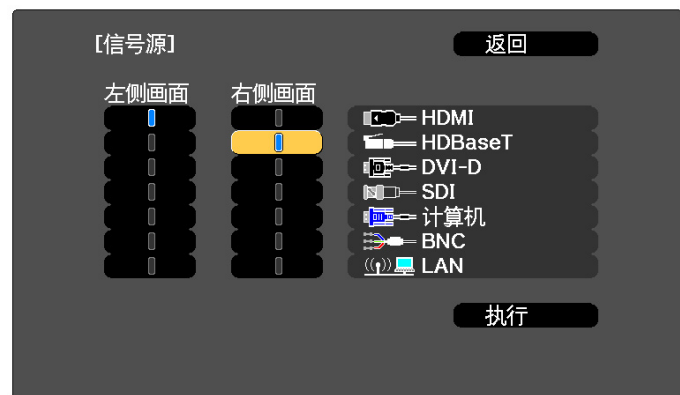 [信号源]
返回
左侧画面 右侧画面
HDMI
HDBaseT
DVI-D
SDI
计算机
BNC
LAN
执行